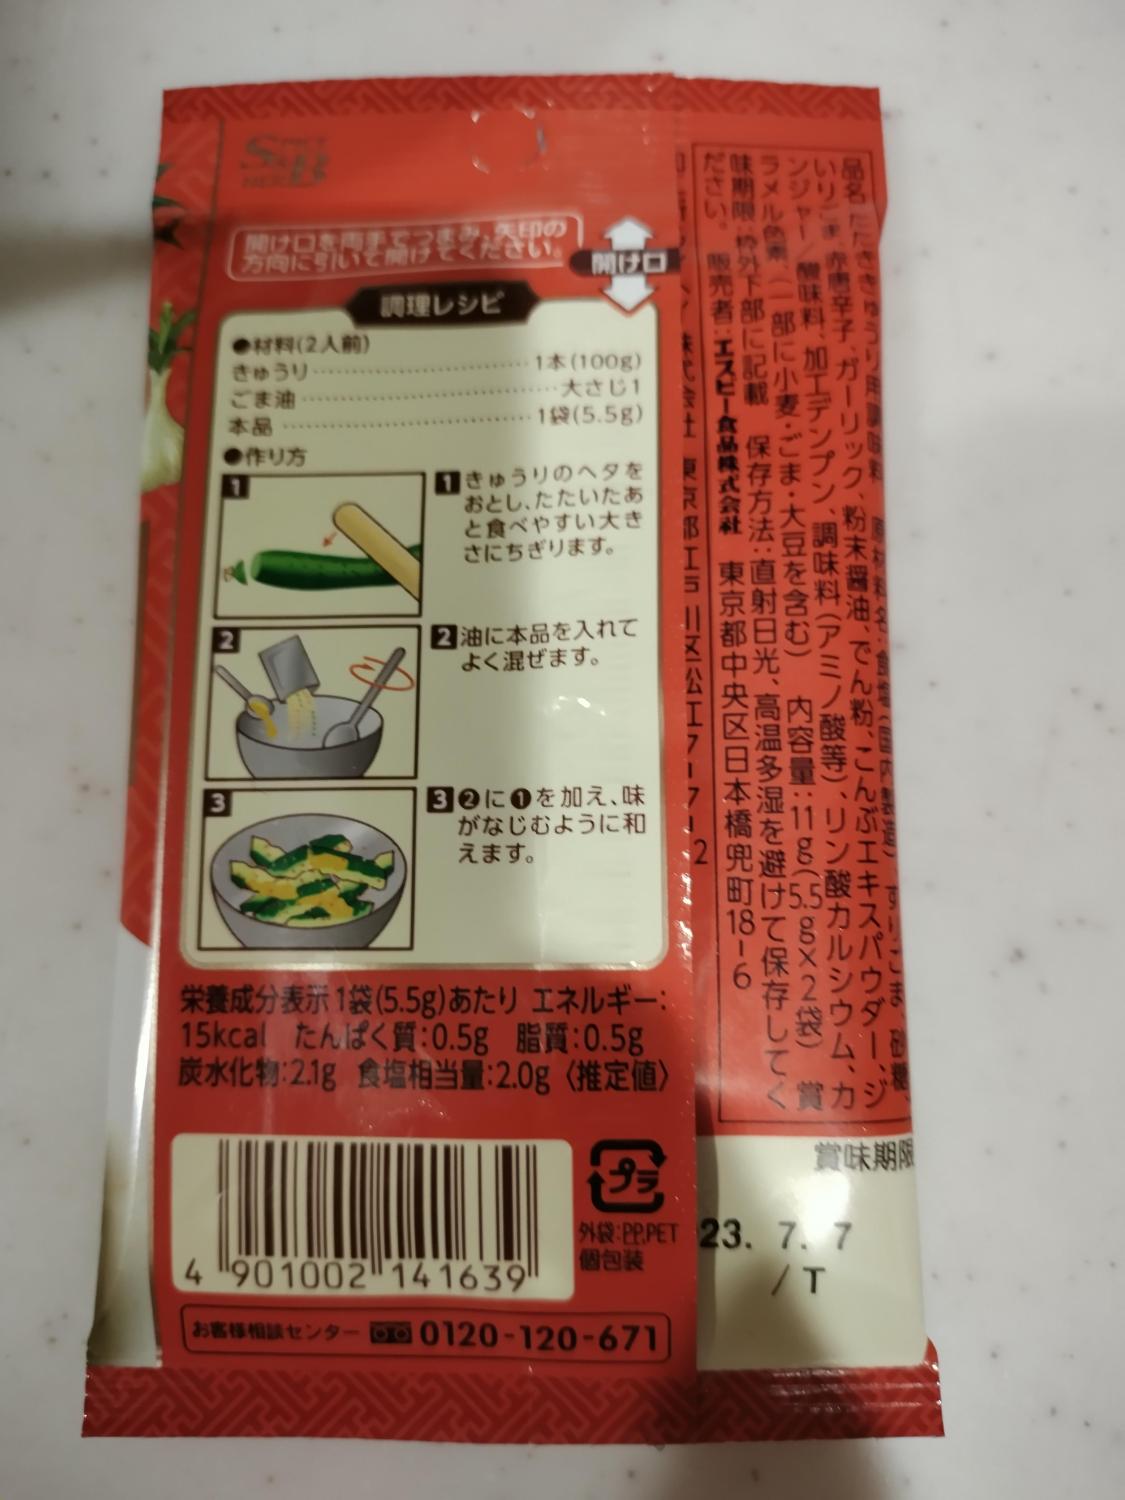 SPICE
S&B
HERB
開け口を両手でつまみ、矢印の
方向に引いて開けてください。
開け口
調理レシピ
●材料(2人前)
きゅうり……………………1本(100g)
ごま油……………………大さじ1
本品……………………1袋(5.5g)
●作り方
1
1 きゅうりのヘタを
おとし、たたいたあ
と食べやすい大き
さにちぎります。
2
2 油に本品を入れて
よく混ぜます。
3
3 ❷に❶を加え、味
がなじむように和
えます。
栄養成分表示 1袋(5.5g)あたり エネルギー:
15kcal たんぱく質:0.5g 脂質:0.5g
炭水化物:2.1g 食塩相当量:2.0g〈推定値〉
4 901002 141639
プラ
外袋:PP,PET
個包装
お客様相談センター 0120-120-671
品名:たたききゅうり用調味料 原材料名:食塩(国内製造)、すりごま、砂糖、
いりごま、赤唐辛子、ガーリック、粉末醤油、でん粉、こんぶエキスパウダー、ジ
ンジャー/酸味料、加工デンプン、調味料(アミノ酸等)、リン酸カルシウム、カ
ラメル色素、(一部に小麦・ごま・大豆を含む) 内容量:11g(5.5g×2袋) 賞
味期限:枠外下部に記載 保存方法:直射日光、高温多湿を避けて保存してく
ださい。 販売者:エスビー食品株式会社 東京都中央区日本橋兜町18-6
株式会社 東京都江戸川区松江7-7-2
賞味期限
23. 7. 7
/T